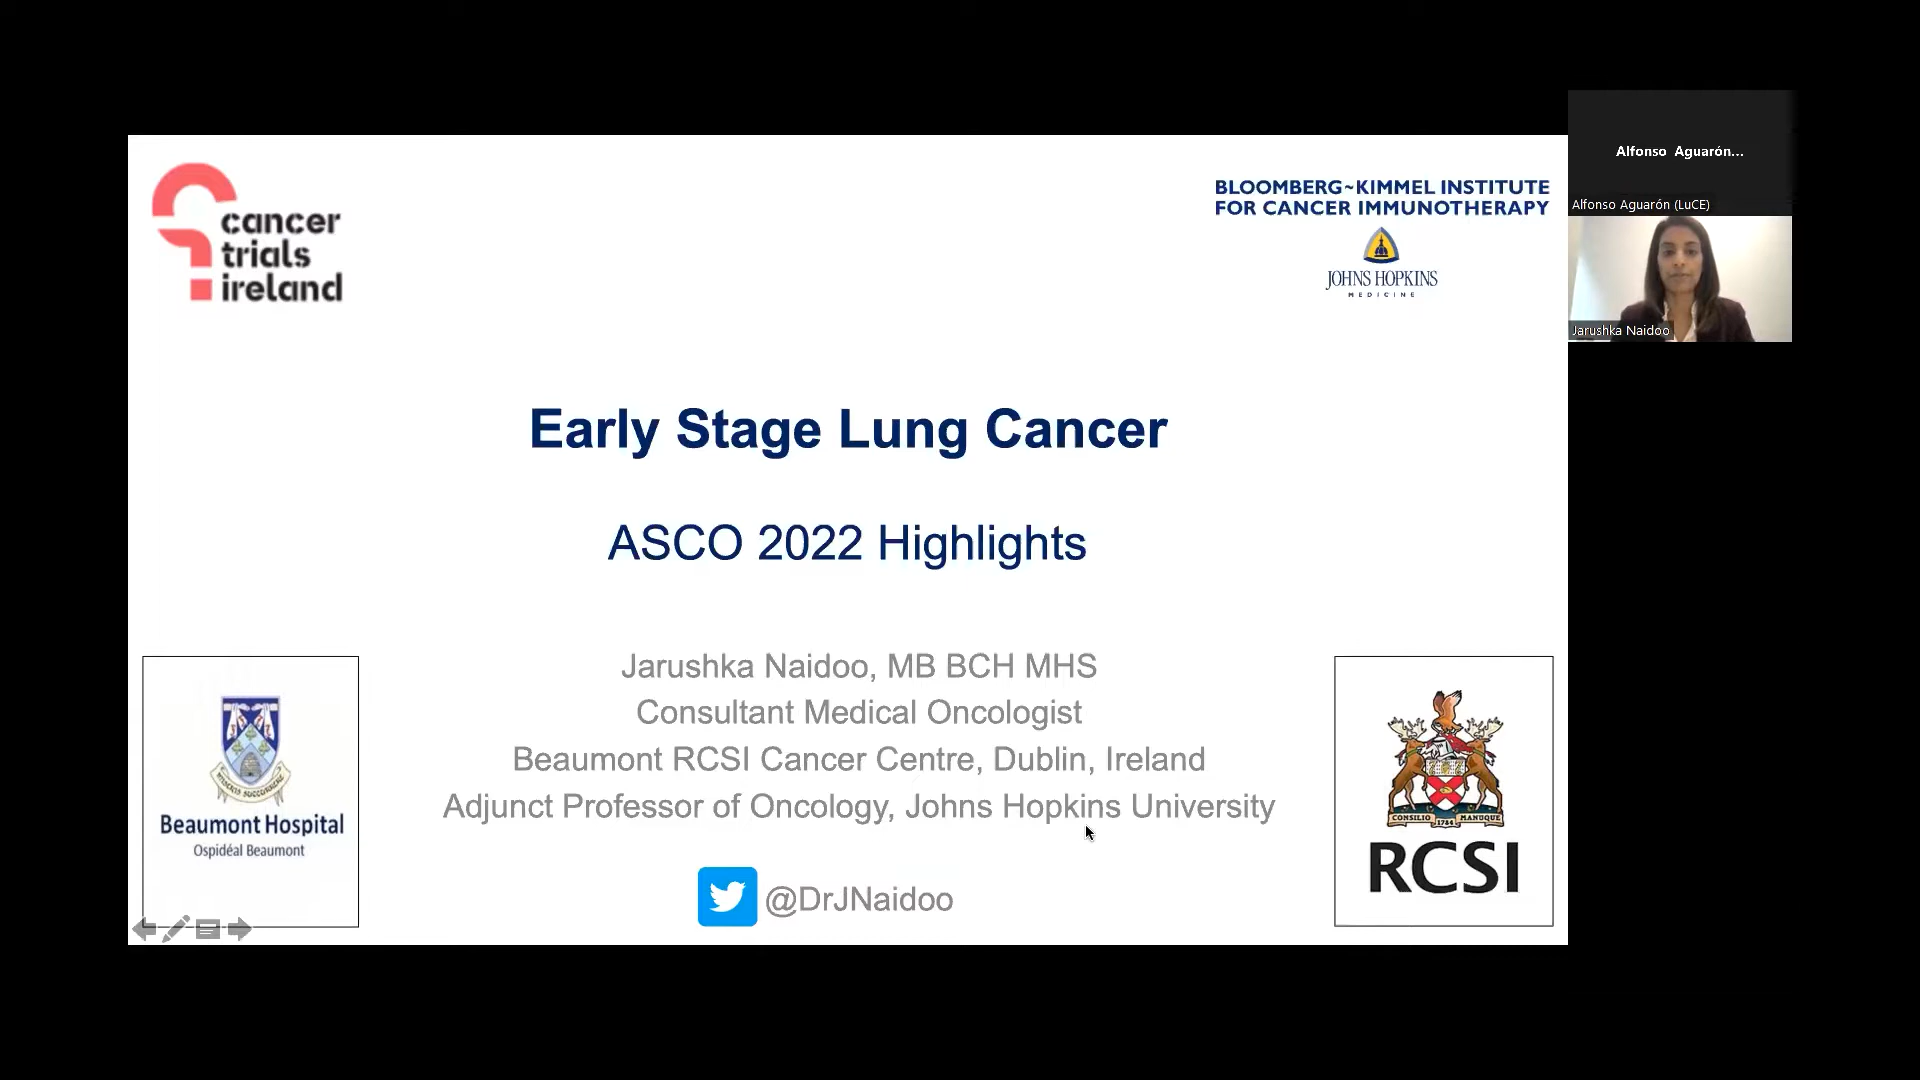 cancer
trials
ireland
BLOOMBERG~KIMMEL INSTITUTE
FOR CANCER IMMUNOTHERAPY
JOHNS HOPKINS
MEDICINE
Alfonso Aguarón...
Alfonso Aguarón (LuCE)
Jarushka Naidoo
Early Stage Lung Cancer
ASCO 2022 Highlights
Jarushka Naidoo, MB BCH MHS
Consultant Medical Oncologist
Beaumont RCSI Cancer Centre, Dublin, Ireland
Adjunct Professor of Oncology, Johns Hopkins University
@DrJNaidoo
Beaumont Hospital
Ospidéal Beaumont
CONSILIO 1784 MANUQUE
RCSI